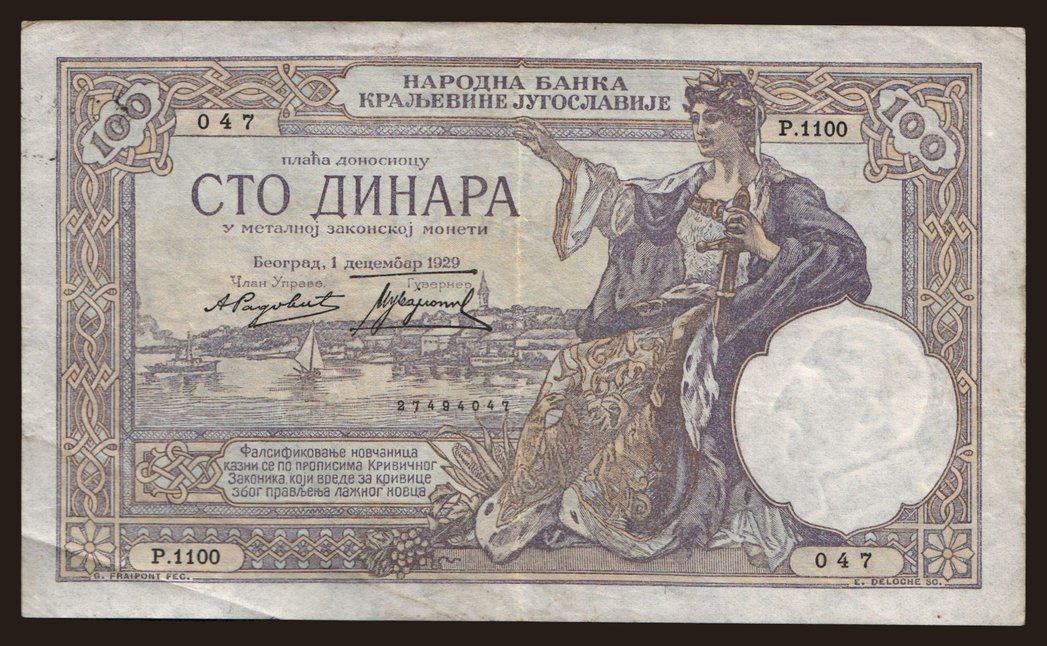 НАРОДНА БАНКА
КРАЉЕВИНЕ ЈУГОСЛАВИЈЕ
100
100
047
P.1100
плаћа доносиоцу
СТО ДИНАРА
у металној законској монети
Београд, 1 децембар 1929
Члан Управе, Гувернер,
А Радовић
27494047
Фалсификовање новчаница
казни се по прописима Кривичног
Законика, који вреде за кривице
због прављења лажног новца
P.1100
047
G. FRAIPONT FEC.
E. DELOCHE SC.